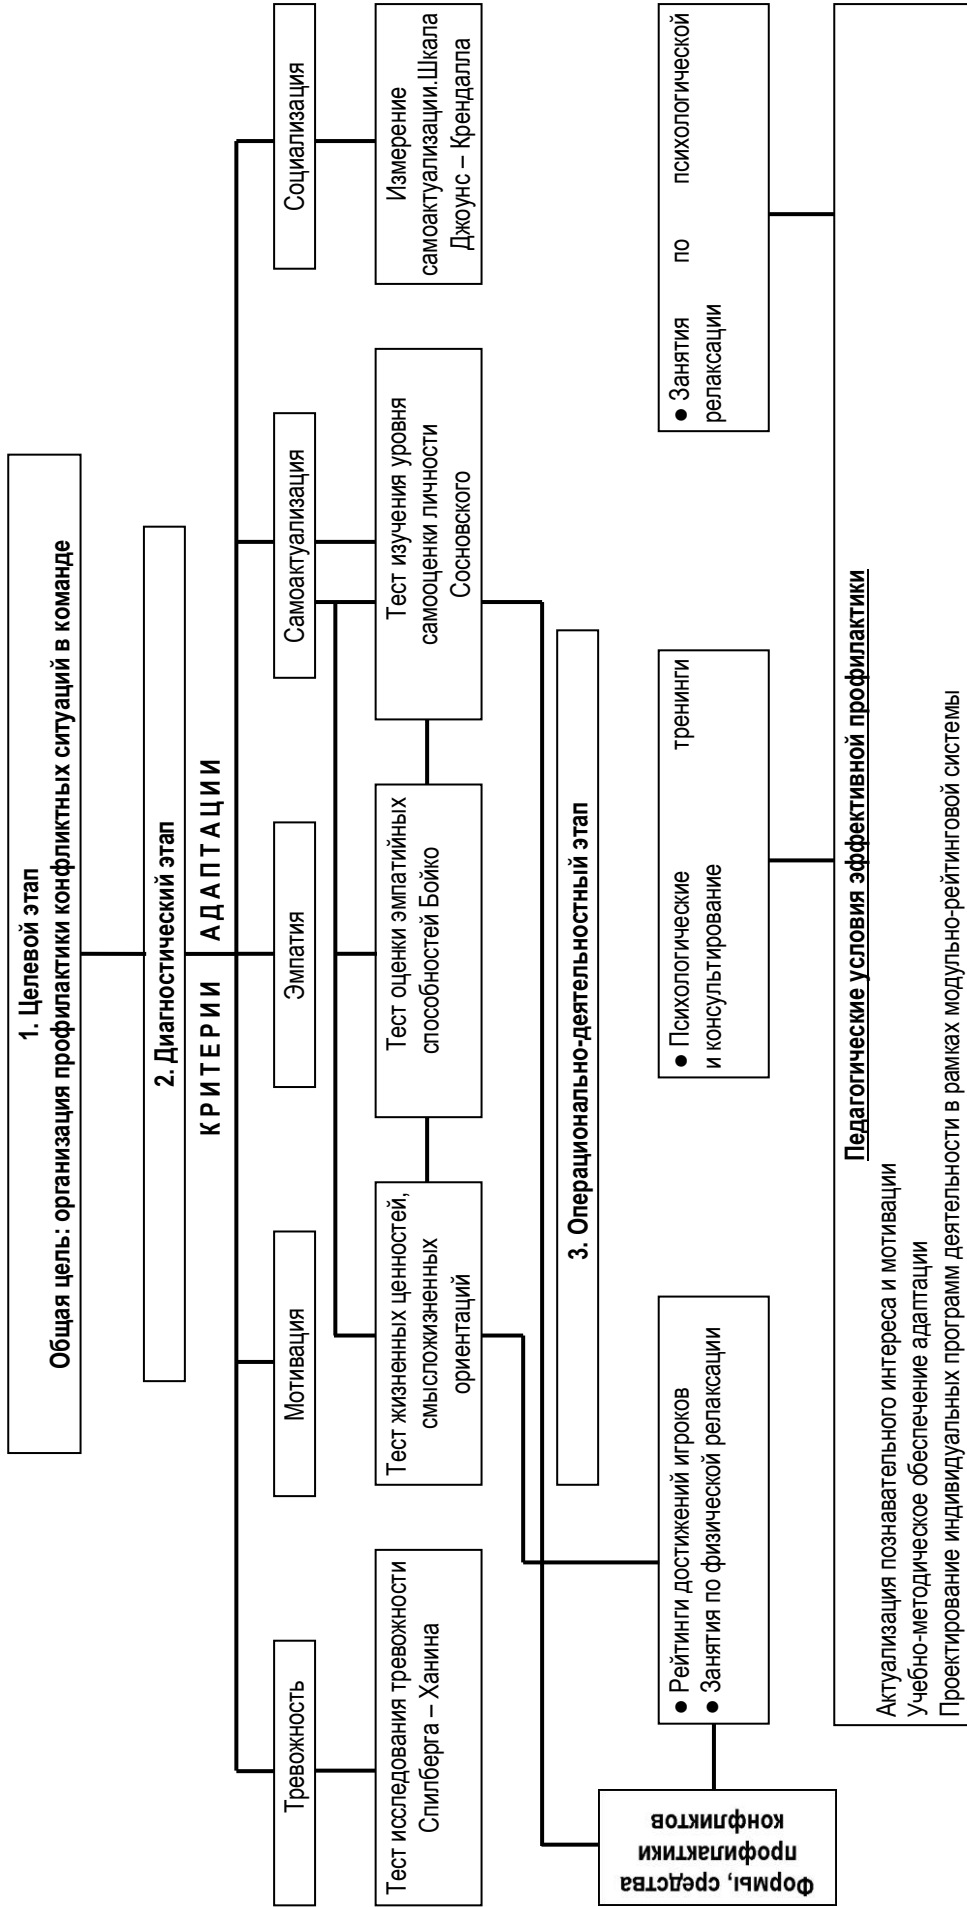 1. Целевой этап
Общая цель: организация профилактики конфликтных ситуаций в команде
2. Диагностический этап
КРИТЕРИИ АДАПТАЦИИ
Тревожность
Мотивация
Эмпатия
Самоактуализация
Социализация
Тест исследования тревожности
Спилберга – Ханина
Тест жизненных ценностей,
смысложизненных
ориентаций
Тест оценки эмпатийных
способностей Бойко
Тест изучения уровня
самооценки личности
Сосновского
Измерение
самоактуализации.Шкала
Джоунс – Крендалла
3. Операционально-деятельностный этап
Формы, средства
профилактики
конфликтов
● Рейтинги достижений игроков
● Занятия по физической релаксации
● Психологические тренинги
и консультирование
● Занятия по психологической
релаксации
Педагогические условия эффективной профилактики
Актуализация познавательного интереса и мотивации
Учебно-методическое обеспечение адаптации
Проектирование индивидуальных программ деятельности в рамках модульно-рейтинговой системы